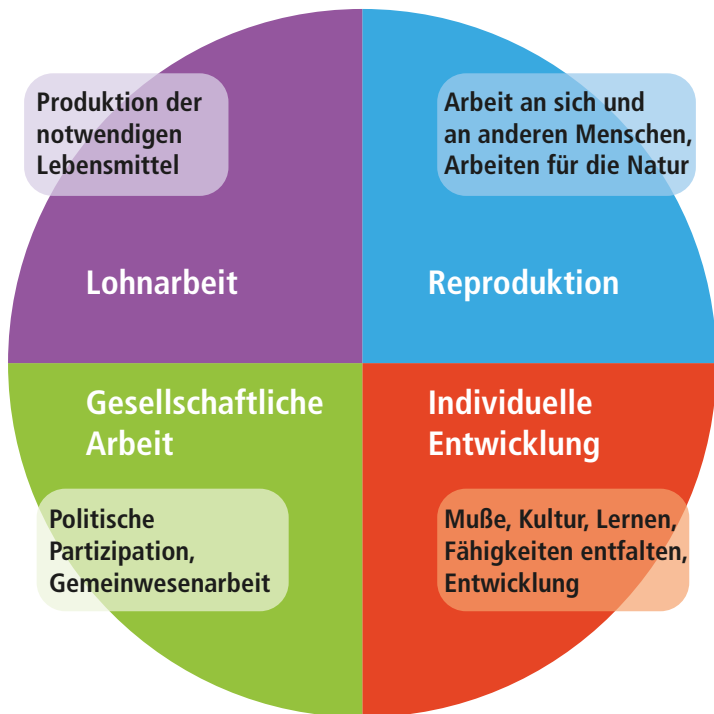 Produktion der
notwendigen
Lebensmittel
Lohnarbeit
Arbeit an sich und
an anderen Menschen,
Arbeiten für die Natur
Reproduktion
Gesellschaftliche
Arbeit
Politische
Partizipation,
Gemeinwesenarbeit
Individuelle
Entwicklung
Muße, Kultur, Lernen,
Fähigkeiten entfalten,
Entwicklung